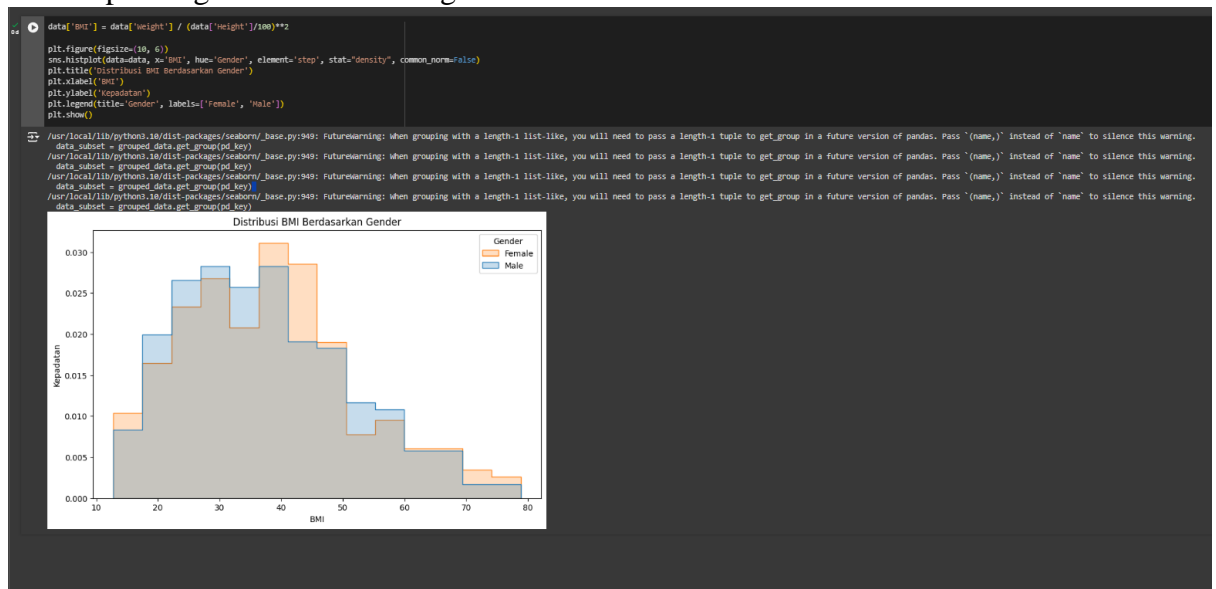 data['BMI'] = data['Weight'] / (data['Height']/100)**2
plt.figure(figsize=(10, 6))
sns.histplot(data=data, x='BMI', hue='Gender', element='step', stat="density", common_norm=False)
plt.title('Distribusi BMI Berdasarkan Gender')
plt.xlabel('BMI')
plt.ylabel('Kepadatan')
plt.legend(title='Gender', labels=['Female', 'Male'])
plt.show()
/usr/local/lib/python3.10/dist-packages/seaborn/_base.py:949: FutureWarning: When grouping with a length-1 list-like, you will need to pass a length-1 tuple to get_group in a future version of pandas. Pass `(name,)` instead of `name` to silence this warning.
data_subset = grouped_data.get_group(pd_key)
/usr/local/lib/python3.10/dist-packages/seaborn/_base.py:949: FutureWarning: When grouping with a length-1 list-like, you will need to pass a length-1 tuple to get_group in a future version of pandas. Pass `(name,)` instead of `name` to silence this warning.
data_subset = grouped_data.get_group(pd_key)
/usr/local/lib/python3.10/dist-packages/seaborn/_base.py:949: FutureWarning: When grouping with a length-1 list-like, you will need to pass a length-1 tuple to get_group in a future version of pandas. Pass `(name,)` instead of `name` to silence this warning.
data_subset = grouped_data.get_group(pd_key)
/usr/local/lib/python3.10/dist-packages/seaborn/_base.py:949: FutureWarning: When grouping with a length-1 list-like, you will need to pass a length-1 tuple to get_group in a future version of pandas. Pass `(name,)` instead of `name` to silence this warning.
data_subset = grouped_data.get_group(pd_key)
Distribusi BMI Berdasarkan Gender
Gender
Female
Male
0.030
0.025
0.020
0.015
0.010
0.005
0.000
Kepadatan
10 20 30 40 50 60 70 80
BMI